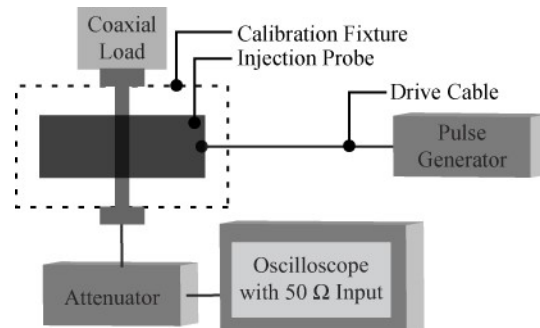 Coaxial
Load
Calibration Fixture
Injection Probe
Drive Cable
Pulse
Generator
Attenuator
Oscilloscope
with 50 Ω Input